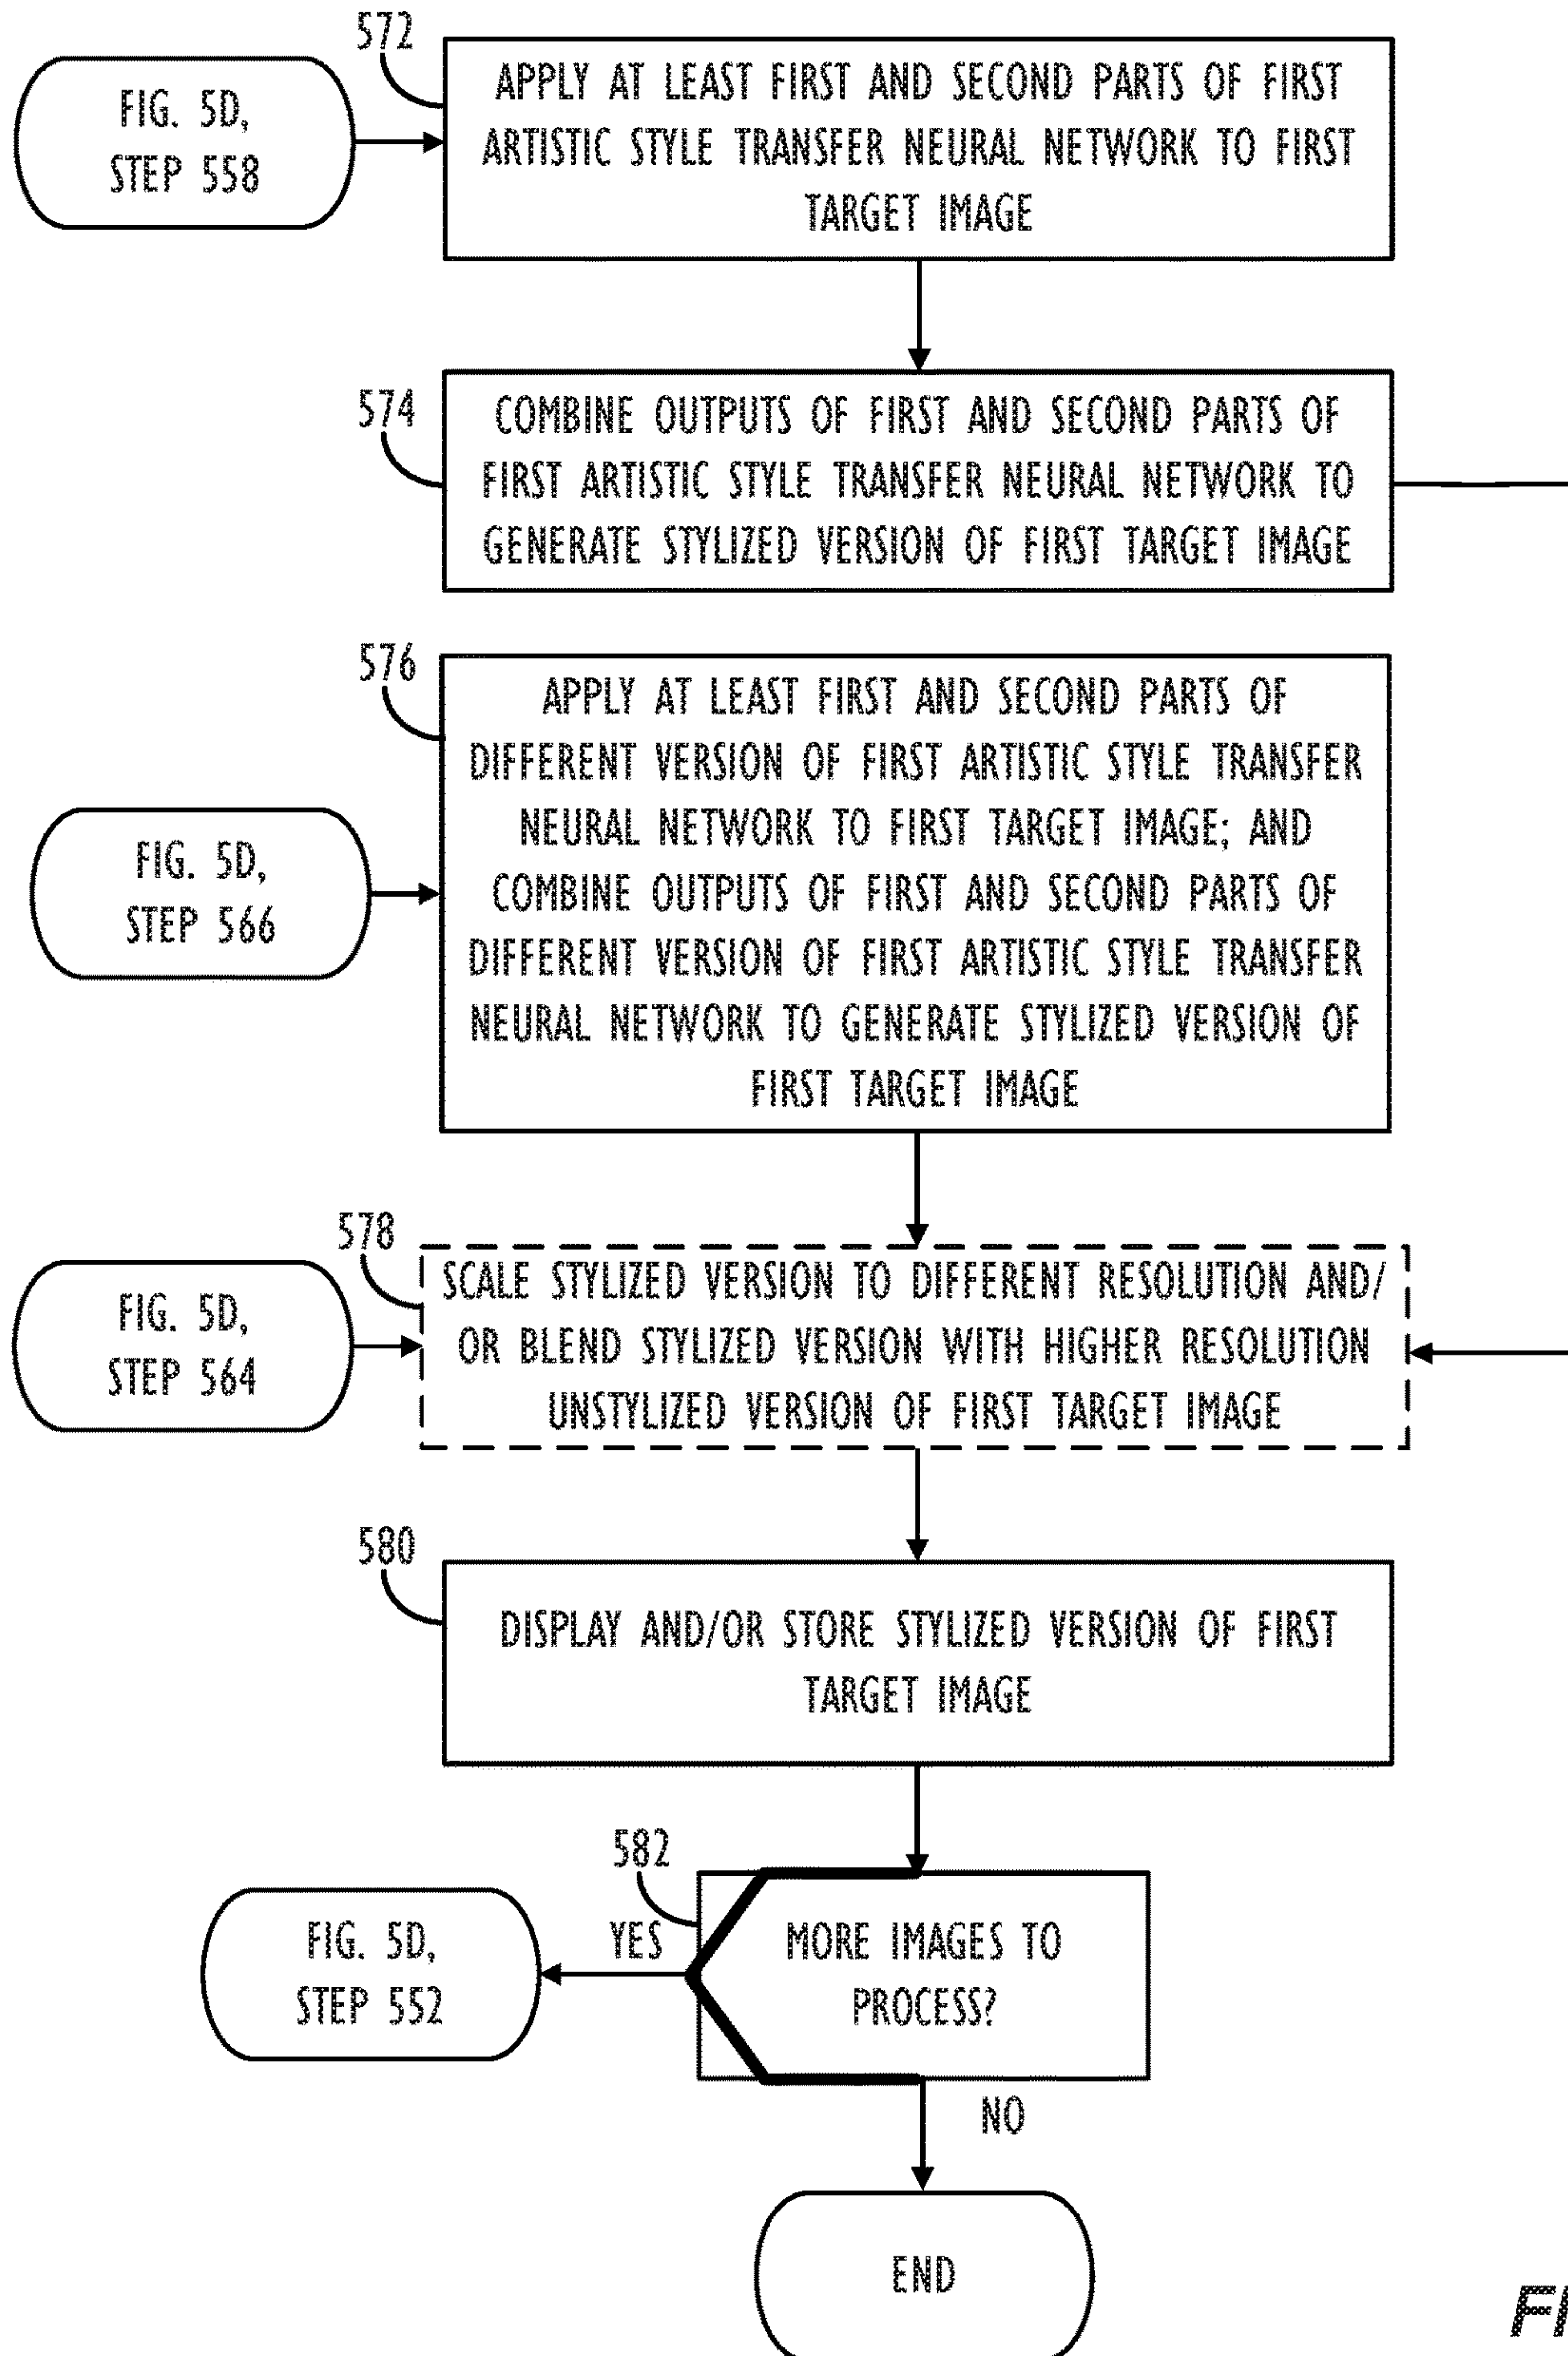 572
FIG. 5D,
STEP 558
APPLY AT LEAST FIRST AND SECOND PARTS OF FIRST
ARTISTIC STYLE TRANSFER NEURAL NETWORK TO FIRST
TARGET IMAGE
574
COMBINE OUTPUTS OF FIRST AND SECOND PARTS OF
FIRST ARTISTIC STYLE TRANSFER NEURAL NETWORK TO
GENERATE STYLIZED VERSION OF FIRST TARGET IMAGE
576
FIG. 5D,
STEP 566
APPLY AT LEAST FIRST AND SECOND PARTS OF
DIFFERENT VERSION OF FIRST ARTISTIC STYLE TRANSFER
NEURAL NETWORK TO FIRST TARGET IMAGE; AND
COMBINE OUTPUTS OF FIRST AND SECOND PARTS OF
DIFFERENT VERSION OF FIRST ARTISTIC STYLE TRANSFER
NEURAL NETWORK TO GENERATE STYLIZED VERSION OF
FIRST TARGET IMAGE
578
FIG. 5D,
STEP 564
SCALE STYLIZED VERSION TO DIFFERENT RESOLUTION AND/
OR BLEND STYLIZED VERSION WITH HIGHER RESOLUTION
UNSTYLIZED VERSION OF FIRST TARGET IMAGE
580
DISPLAY AND/OR STORE STYLIZED VERSION OF FIRST
TARGET IMAGE
582
FIG. 5D,
STEP 552
YES
MORE IMAGES TO
PROCESS?
NO
END